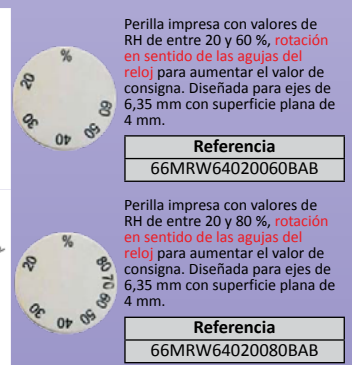 %
20
30
40
50
60
Perilla impresa con valores de
RH de entre 20 y 60 %, rotación
en sentido de las agujas del
reloj para aumentar el valor de
consigna. Diseñada para ejes de
6,35 mm con superficie plana de
4 mm.
Referencia
66MRW64020060BAB
%
20
30
40
50
60
70
80
Perilla impresa con valores de
RH de entre 20 y 80 %, rotación
en sentido de las agujas del
reloj para aumentar el valor de
consigna. Diseñada para ejes de
6,35 mm con superficie plana de
4 mm.
Referencia
66MRW64020080BAB